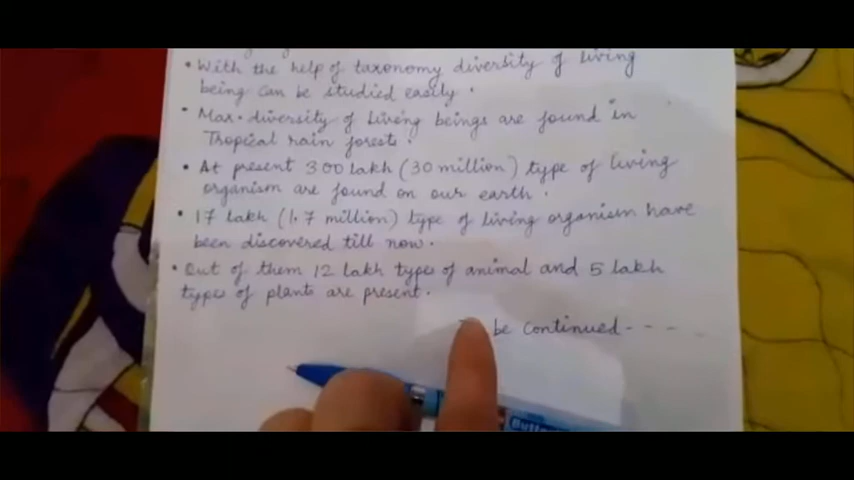 • With the help of taxonomy diversity of living
being can be studied easily.
• Max. diversity of living beings are found in
Tropical rain forests.
• At present 300 lakh (30 million) type of living
organism are found on our earth.
• 17 lakh (1.7 million) type of living organism have
been discovered till now.
• Out of them 12 lakh types of animal and 5 lakh
types of plants are present.
be continued- - - -